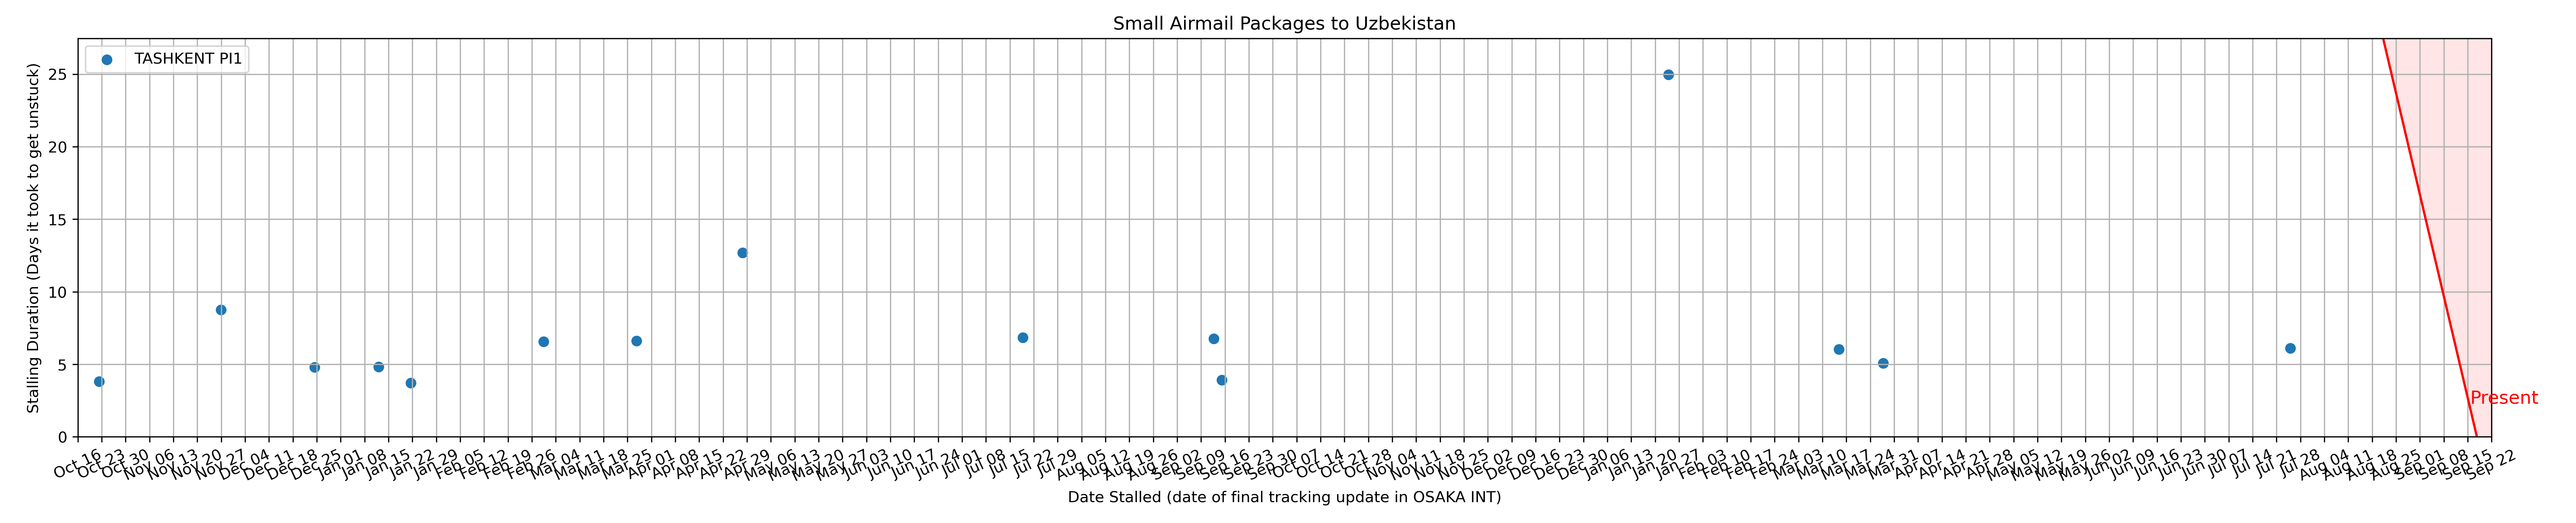 Small Airmail Packages to Uzbekistan
TASHKENT PI1
Stalling Duration (Days it took to get unstuck)
25
20
15
10
5
0
Present
Oct 16
Oct 23
Oct 30
Nov 06
Nov 13
Nov 20
Nov 27
Dec 04
Dec 11
Dec 18
Dec 25
Jan 01
Jan 08
Jan 15
Jan 22
Jan 29
Feb 05
Feb 12
Feb 19
Feb 26
Mar 04
Mar 11
Mar 18
Mar 25
Apr 01
Apr 08
Apr 15
Apr 22
Apr 29
May 06
May 13
May 20
May 27
Jun 03
Jun 10
Jun 17
Jun 24
Jul 01
Jul 08
Jul 15
Jul 22
Jul 29
Aug 05
Aug 12
Aug 19
Aug 26
Sep 02
Sep 09
Sep 16
Sep 23
Sep 30
Oct 07
Oct 14
Oct 21
Oct 28
Nov 04
Nov 11
Nov 18
Nov 25
Dec 02
Dec 09
Dec 16
Dec 23
Dec 30
Jan 06
Jan 13
Jan 20
Jan 27
Feb 03
Feb 10
Feb 17
Feb 24
Mar 03
Mar 10
Mar 17
Mar 24
Mar 31
Apr 07
Apr 14
Apr 21
Apr 28
May 05
May 12
May 19
May 26
Jun 02
Jun 09
Jun 16
Jun 23
Jun 30
Jul 07
Jul 14
Jul 21
Jul 28
Aug 04
Aug 11
Aug 18
Aug 25
Sep 01
Sep 08
Sep 15
Sep 22
Date Stalled (date of final tracking update in OSAKA INT)